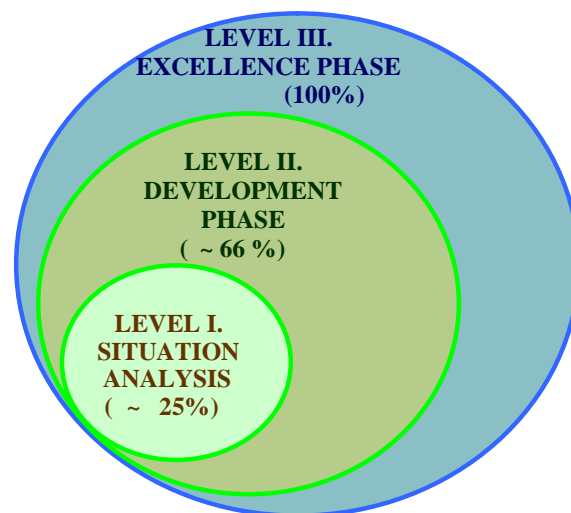 LEVEL III.
EXCELLENCE PHASE
(100%)
LEVEL II.
DEVELOPMENT
PHASE
( ~ 66 %)
LEVEL I.
SITUATION
ANALYSIS
( ~ 25%)